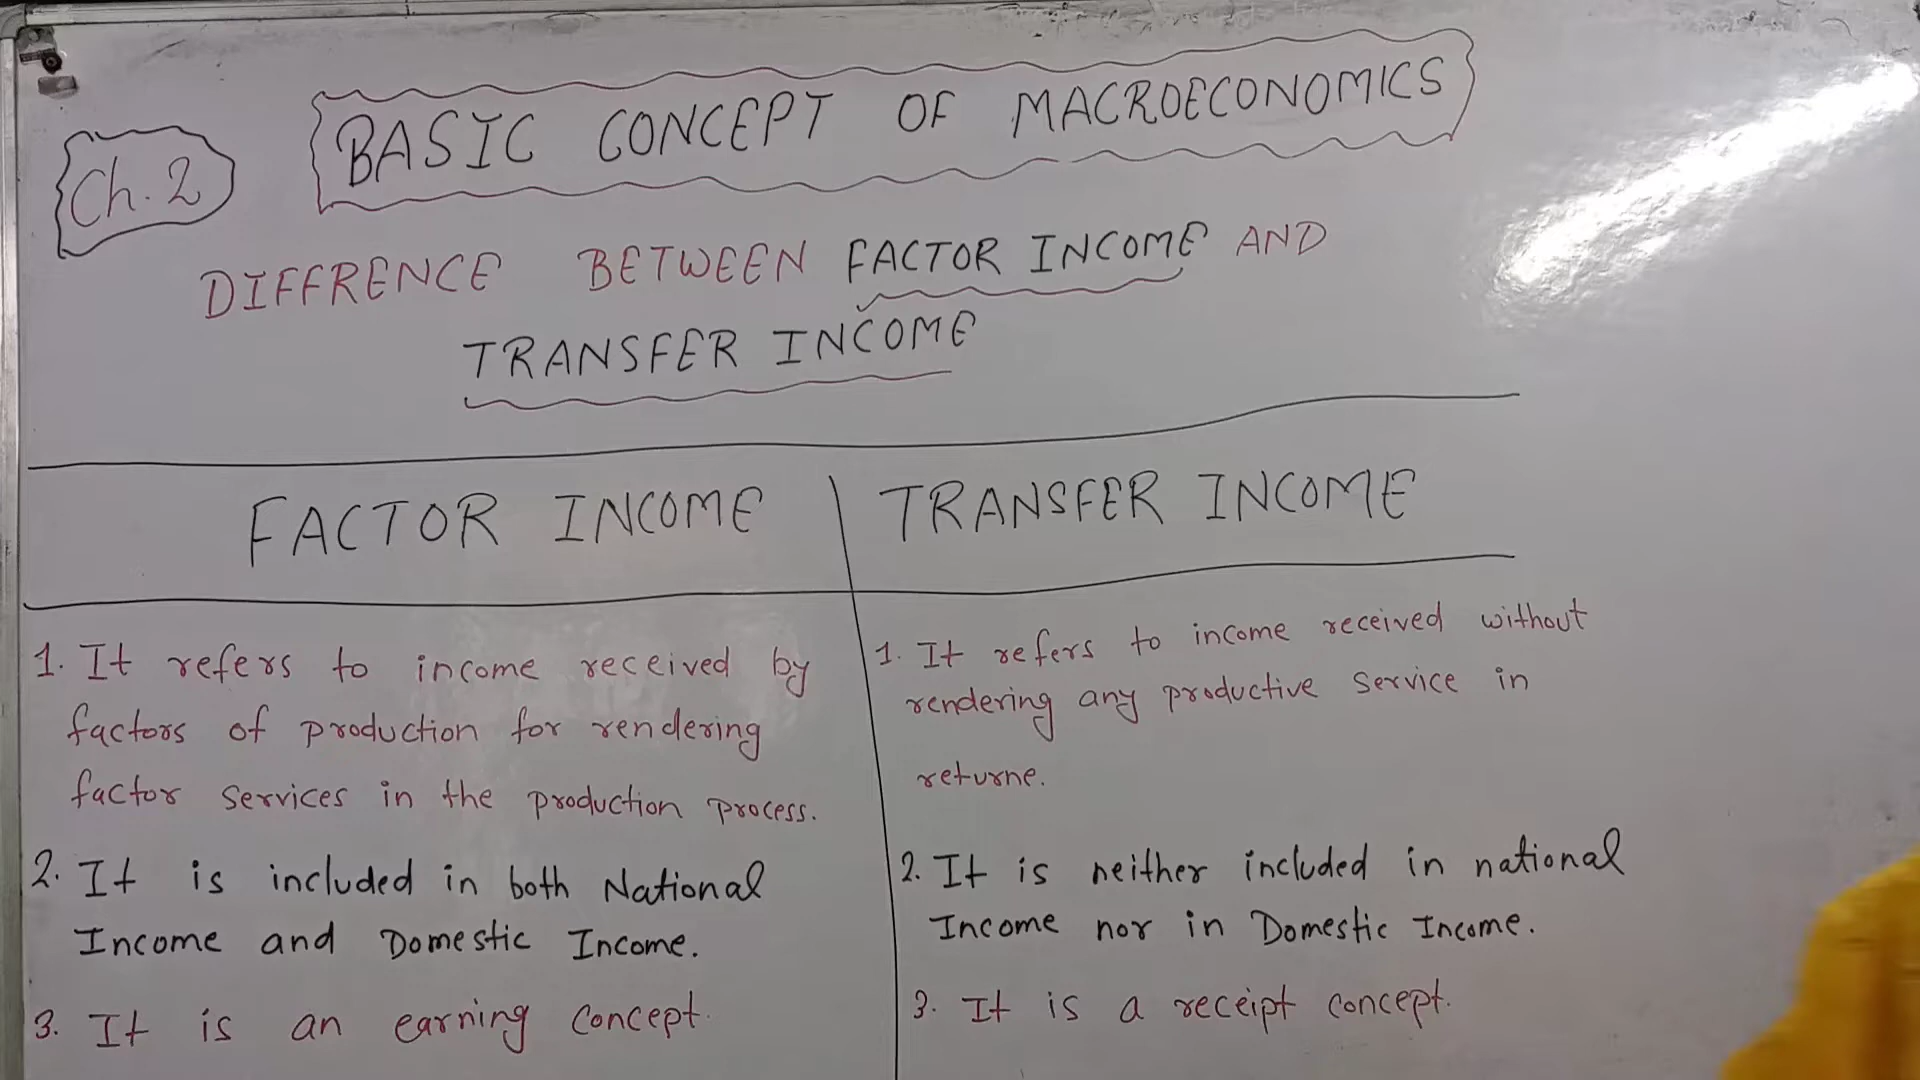 Ch. 2
BASIC CONCEPT OF MACROECONOMICS
DIFFRENCE BETWEEN FACTOR INCOME AND
TRANSFER INCOME
FACTOR INCOME
1. It refers to income received by
factors of production for rendering
factor services in the production process.
2. It is included in both National
Income and Domestic Income.
3. It is an earning concept.
TRANSFER INCOME
1. It refers to income received without
rendering any productive service in
returne.
2. It is neither included in national
Income nor in Domestic Income.
3. It is a receipt concept.